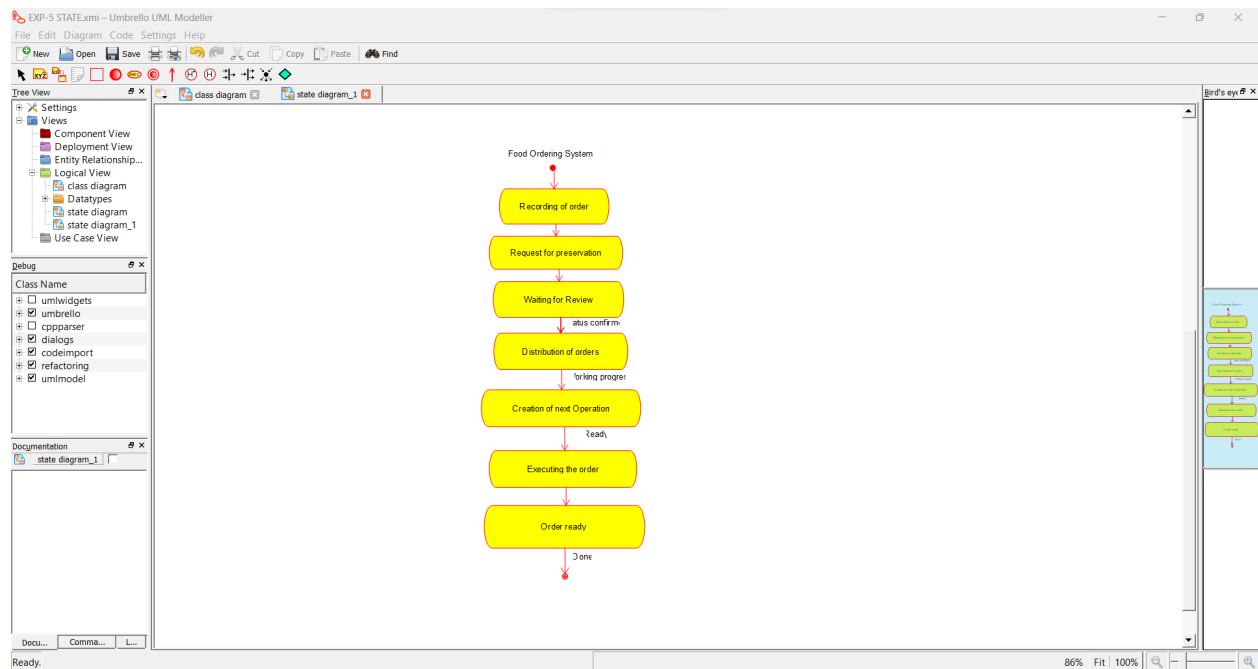 EXP-5 STATE.xmi – Umbrello UML Modeller
File Edit Diagram Code Settings Help
New Open Save Cut Copy Paste Find
XYZ ABC H* H
Tree View
class diagram state diagram_1
Bird's eye
Settings
Views
Component View
Deployment View
Entity Relationship...
Logical View
class diagram
Datatypes
state diagram
state diagram_1
Use Case View
Debug
Class Name
umlwidgets
umbrello
cppparser
dialogs
codeimport
refactoring
umlmodel
Documentation
state diagram_1
Docu... Comma... L...
Food Ordering System
Recording of order
Request for preservation
Waiting for Review
atus confirm
Distribution of orders
orking progres
Creation of next Operation
Ready
Executing the order
Order ready
Done
Ready.
86% Fit 100%